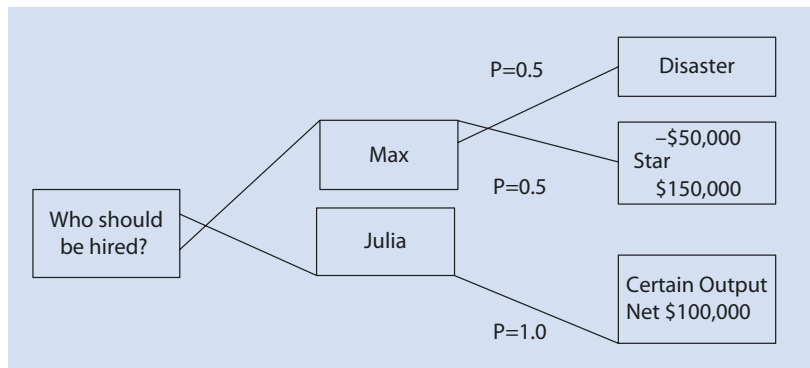 P=0.5
Disaster
Max
–$50,000
Star
$150,000
P=0.5
Who should
be hired?
Julia
Certain Output
Net $100,000
P=1.0